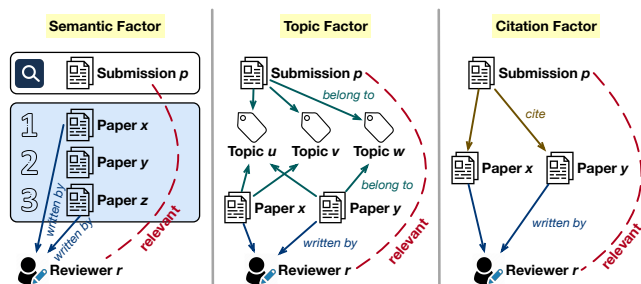 Semantic Factor
Submission p
1 Paper x
2 Paper y
3 Paper z
written by
written by
relevant
Reviewer r
Topic Factor
Submission p
belong to
Topic u Topic v Topic w
belong to
Paper x Paper y
written by
relevant
Reviewer r
Citation Factor
Submission p
cite
Paper x Paper y
written by
relevant
Reviewer r